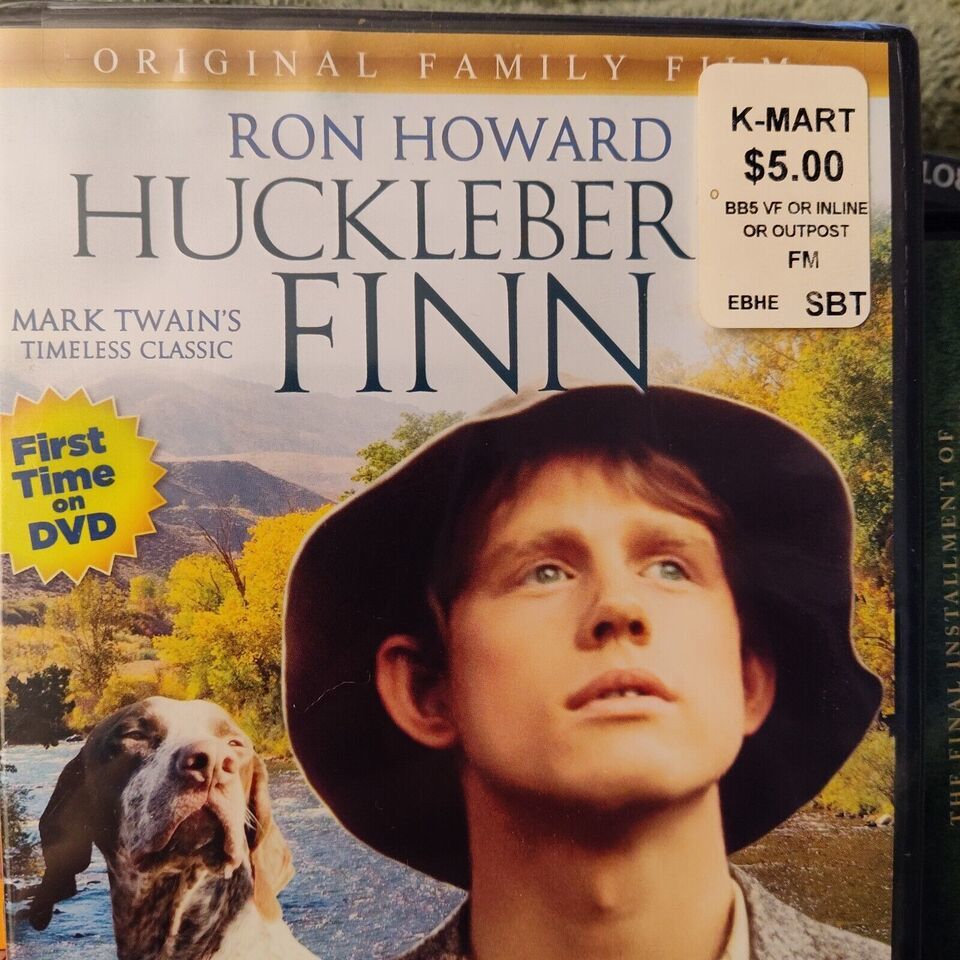 ORIGINAL FAMILY
RON HOWARD
HUCKLEBER
FINN
MARK TWAIN'S
TIMELESS CLASSIC
First
Time
on
DVD
K-MART
$5.00
BB5 VF OR INLINE
OR OUTPOST
FM
EBHE SBT
THE FINAL INSTALLMENT OF